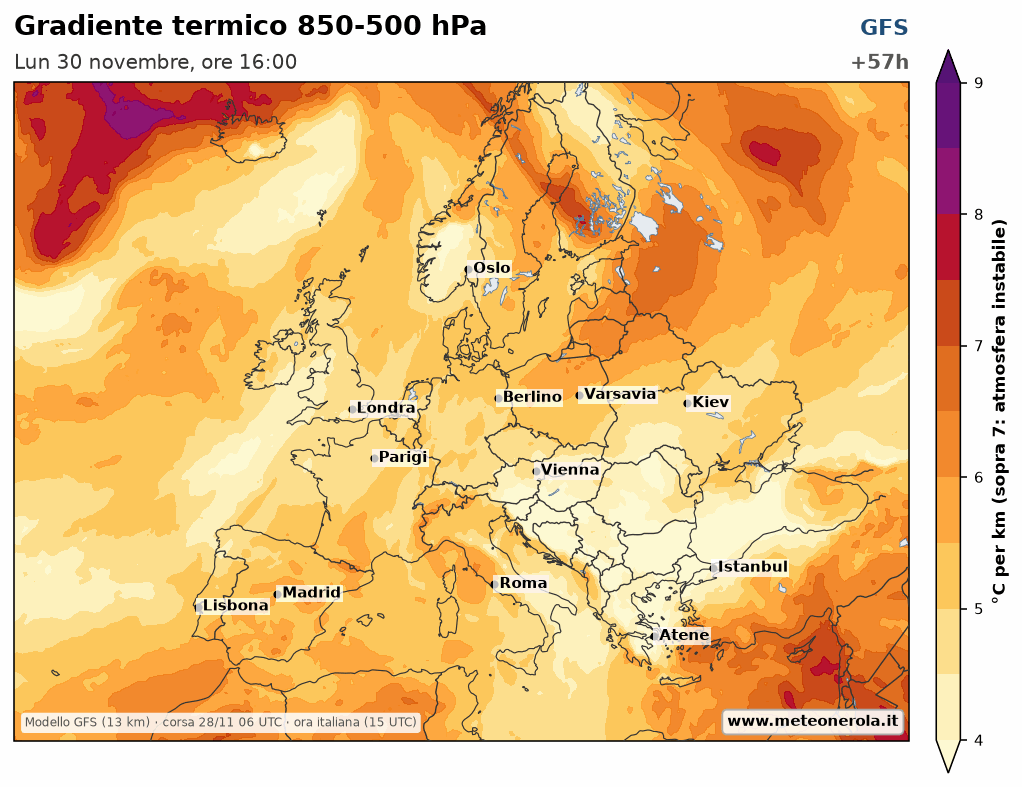 Gradiente termico 850-500 hPa
GFS
Lun 30 novembre, ore 16:00
+57h
Oslo
Berlino
Varsavia
Kiev
Londra
Parigi
Vienna
Istanbul
Roma
Madrid
Lisbona
Atene
Modello GFS (13 km) · corsa 28/11 06 UTC · ora italiana (15 UTC)
www.meteonerola.it
9
8
7
6
5
4
°C per km (sopra 7: atmosfera instabile)